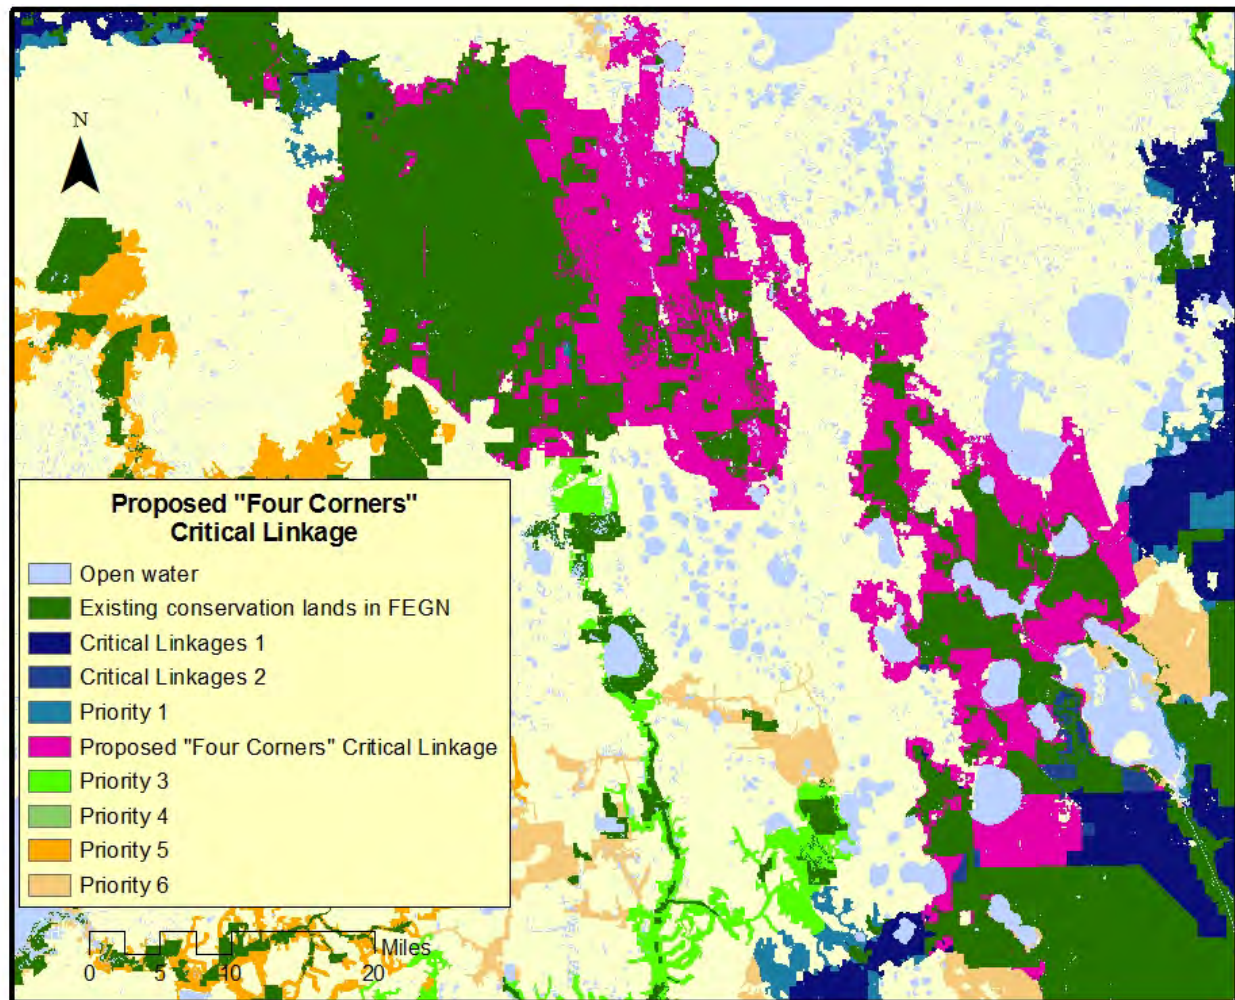 N
Proposed "Four Corners"
Critical Linkage
Open water
Existing conservation lands in FEGN
Critical Linkages 1
Critical Linkages 2
Priority 1
Proposed "Four Corners" Critical Linkage
Priority 3
Priority 4
Priority 5
Priority 6
Miles
0 5 10 20